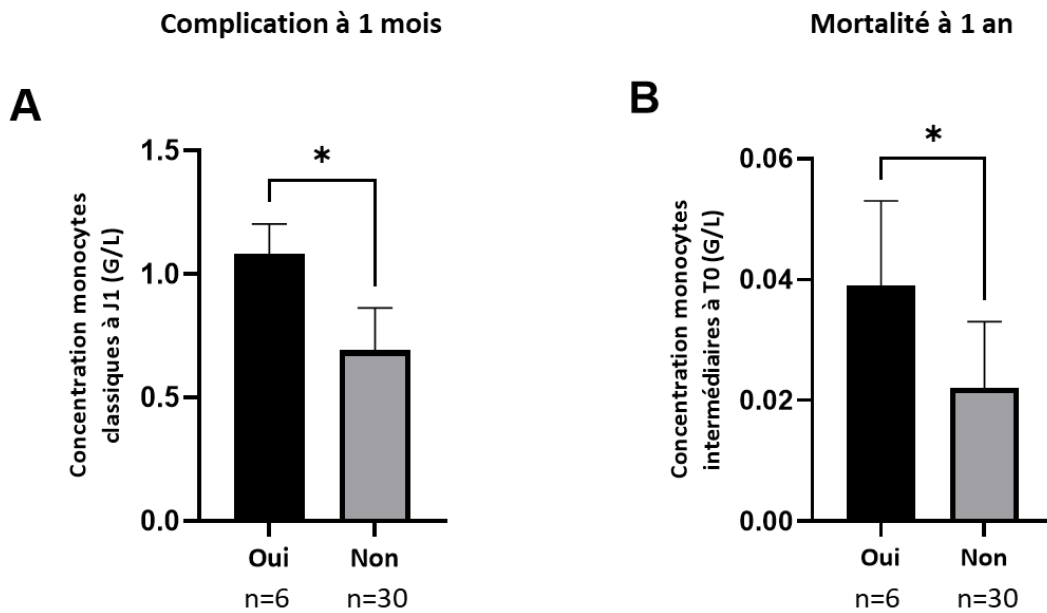 Complication à 1 mois
Mortalité à 1 an
A
Concentration monocytes
classiques à J1 (G/L)
1.5
1.0
0.5
0.0
*
Oui
Non
n=6
n=30
B
Concentration monocytes
intermédiaires à T0 (G/L)
0.06
0.04
0.02
0.00
*
Oui
Non
n=6
n=30